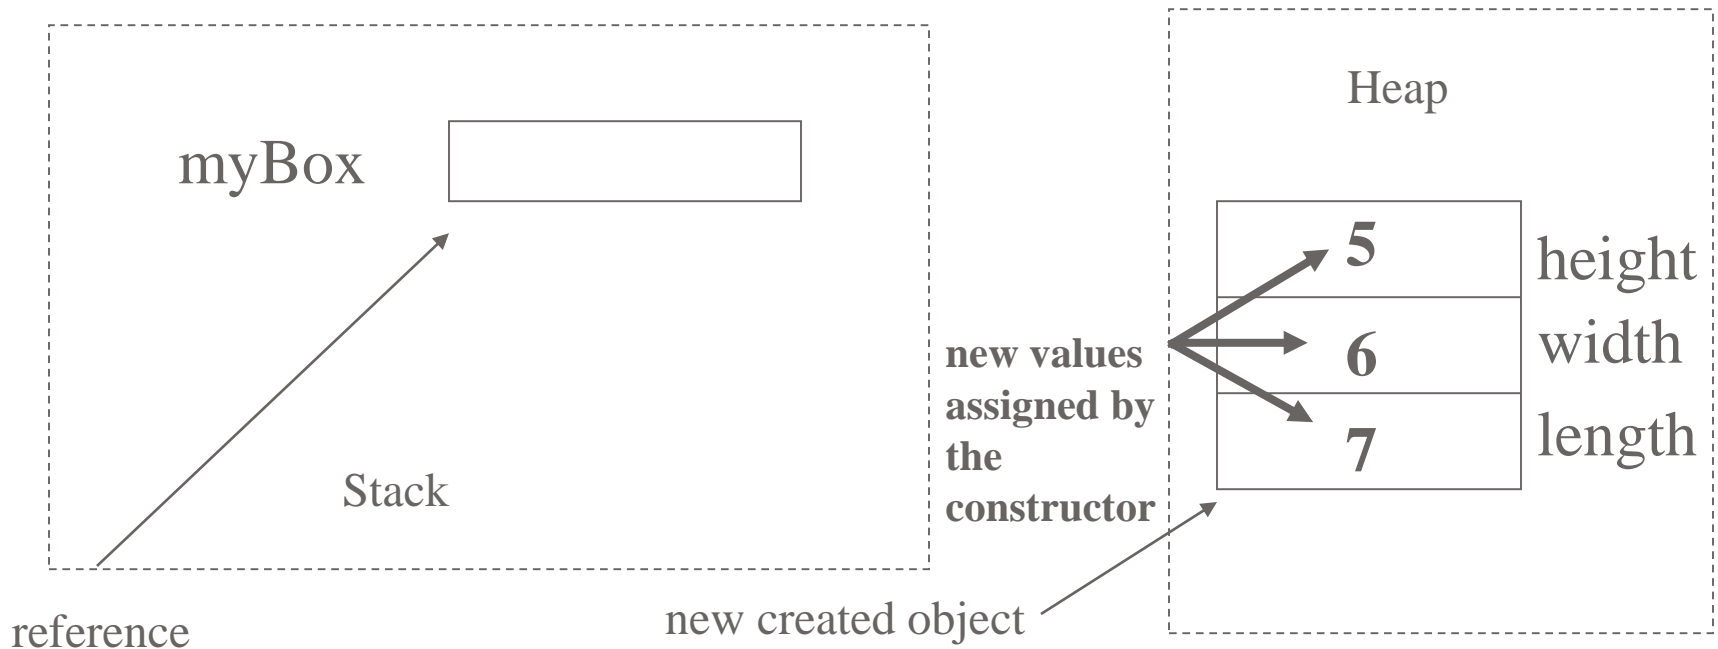 Heap
myBox
5
height
6
width
7
length
new values
assigned by
the
constructor
Stack
new created object
reference